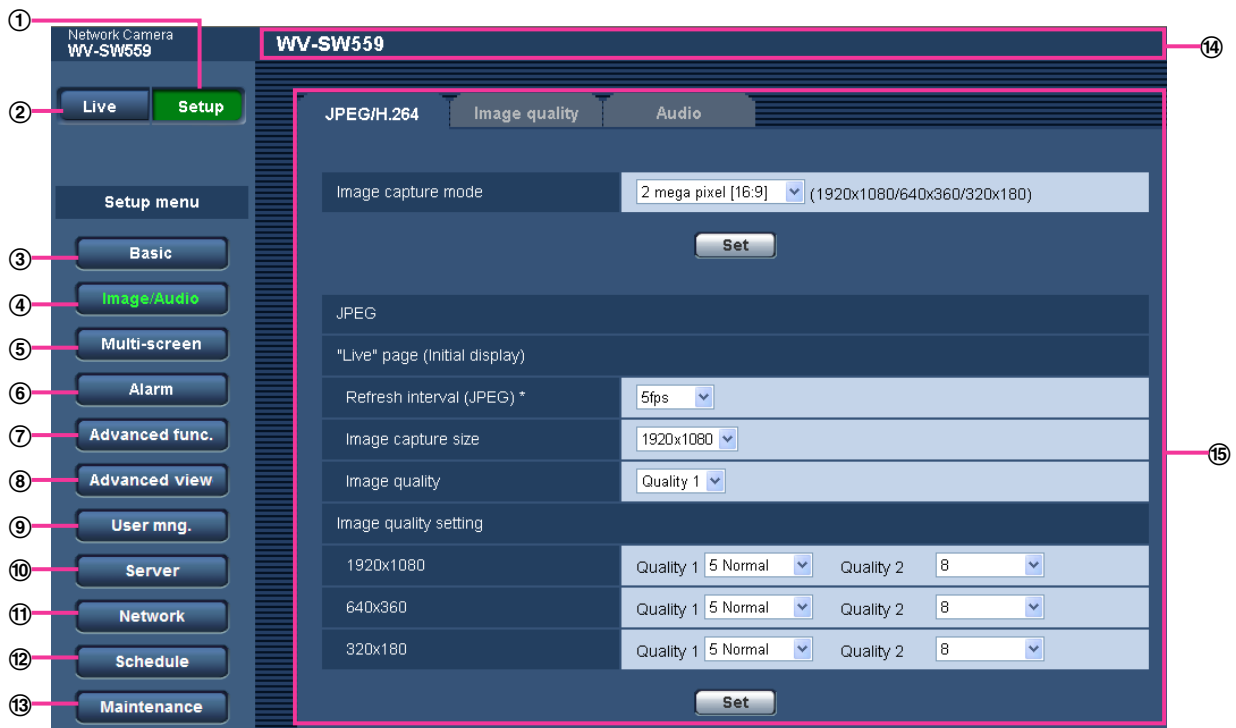 ①
Network Camera
WV-SW559
WV-SW559
⑭
② Live Setup
JPEG/H.264 Image quality Audio
Setup menu
③ Basic
④ Image/Audio
⑤ Multi-screen
⑥ Alarm
⑦ Advanced func.
⑧ Advanced view
⑨ User mng.
⑩ Server
⑪ Network
⑫ Schedule
⑬ Maintenance
Image capture mode 2 mega pixel [16:9] (1920x1080/640x360/320x180)
Set
JPEG
"Live" page (Initial display)
Refresh interval (JPEG) * 5fps
Image capture size 1920x1080
⑮
Image quality Quality 1
Image quality setting
1920x1080 Quality 1 5 Normal Quality 2 8
640x360 Quality 1 5 Normal Quality 2 8
320x180 Quality 1 5 Normal Quality 2 8
Set